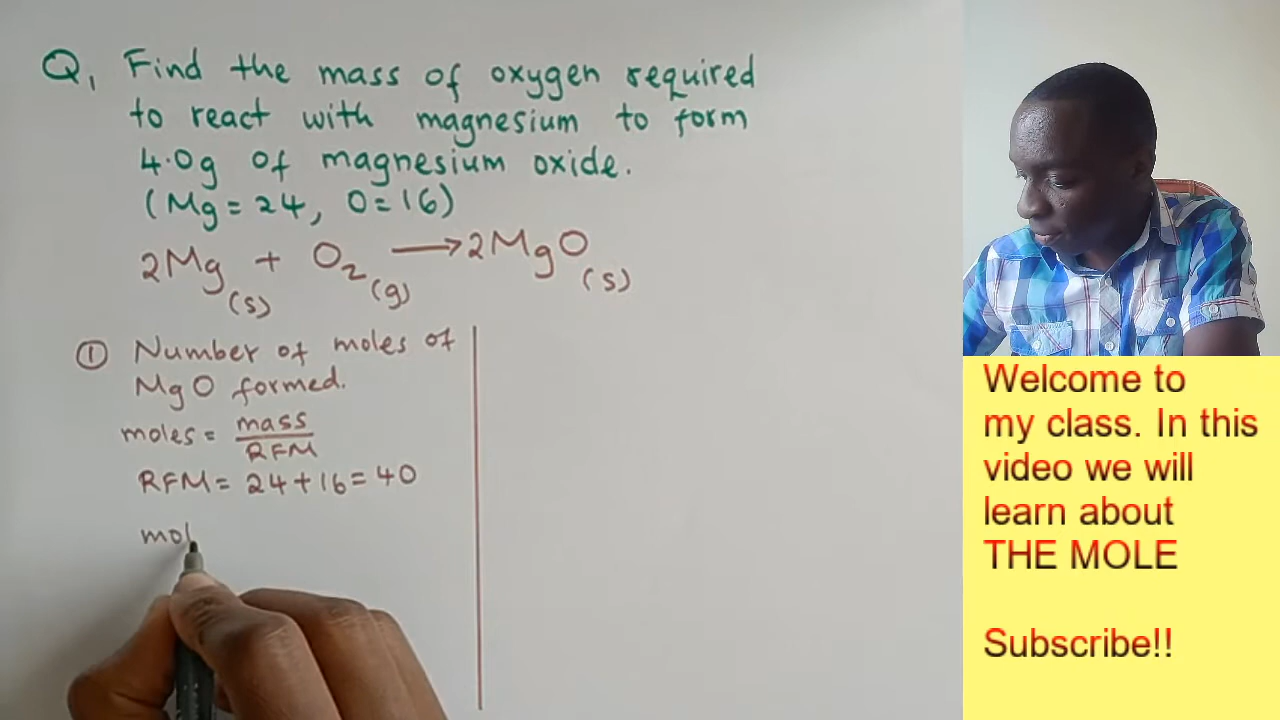 Q1 Find the mass of oxygen required
to react with magnesium to form
4.0g of magnesium oxide.
(Mg = 24, O = 16)
2Mg(s) + O2(g) ⟶ 2MgO(s)
① Number of moles of
MgO formed.
moles = mass/RFM
RFM = 24 + 16 = 40
mol
Welcome to
my class. In this
video we will
learn about
THE MOLE
Subscribe!!